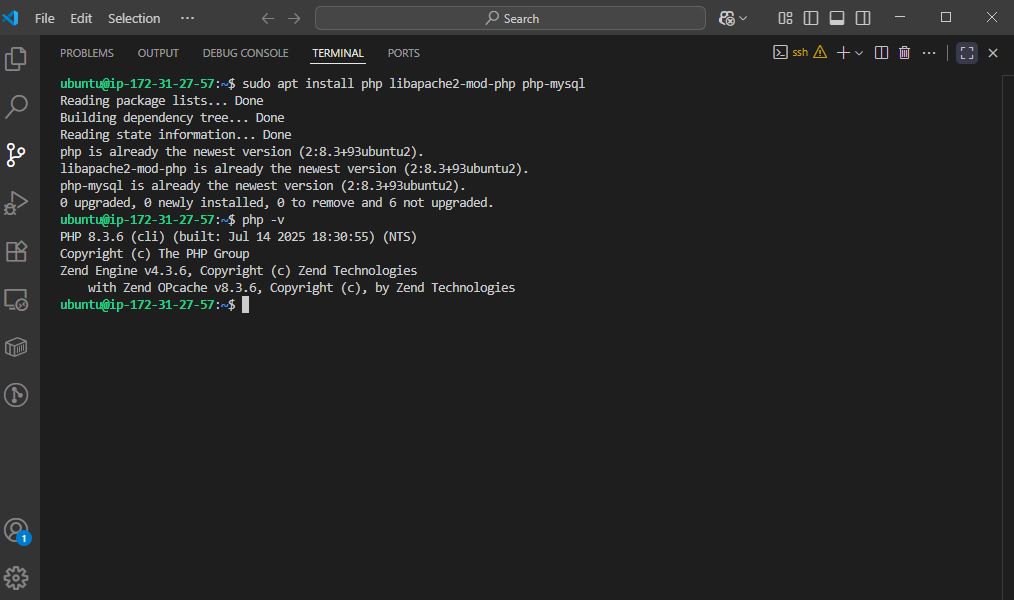 File Edit Selection ···
Search
PROBLEMS OUTPUT DEBUG CONSOLE TERMINAL PORTS
ssh
ubuntu@ip-172-31-27-57:~$ sudo apt install php libapache2-mod-php php-mysql
Reading package lists... Done
Building dependency tree... Done
Reading state information... Done
php is already the newest version (2:8.3+93ubuntu2).
libapache2-mod-php is already the newest version (2:8.3+93ubuntu2).
php-mysql is already the newest version (2:8.3+93ubuntu2).
0 upgraded, 0 newly installed, 0 to remove and 6 not upgraded.
ubuntu@ip-172-31-27-57:~$ php -v
PHP 8.3.6 (cli) (built: Jul 14 2025 18:30:55) (NTS)
Copyright (c) The PHP Group
Zend Engine v4.3.6, Copyright (c) Zend Technologies
    with Zend OPcache v8.3.6, Copyright (c), by Zend Technologies
ubuntu@ip-172-31-27-57:~$
1